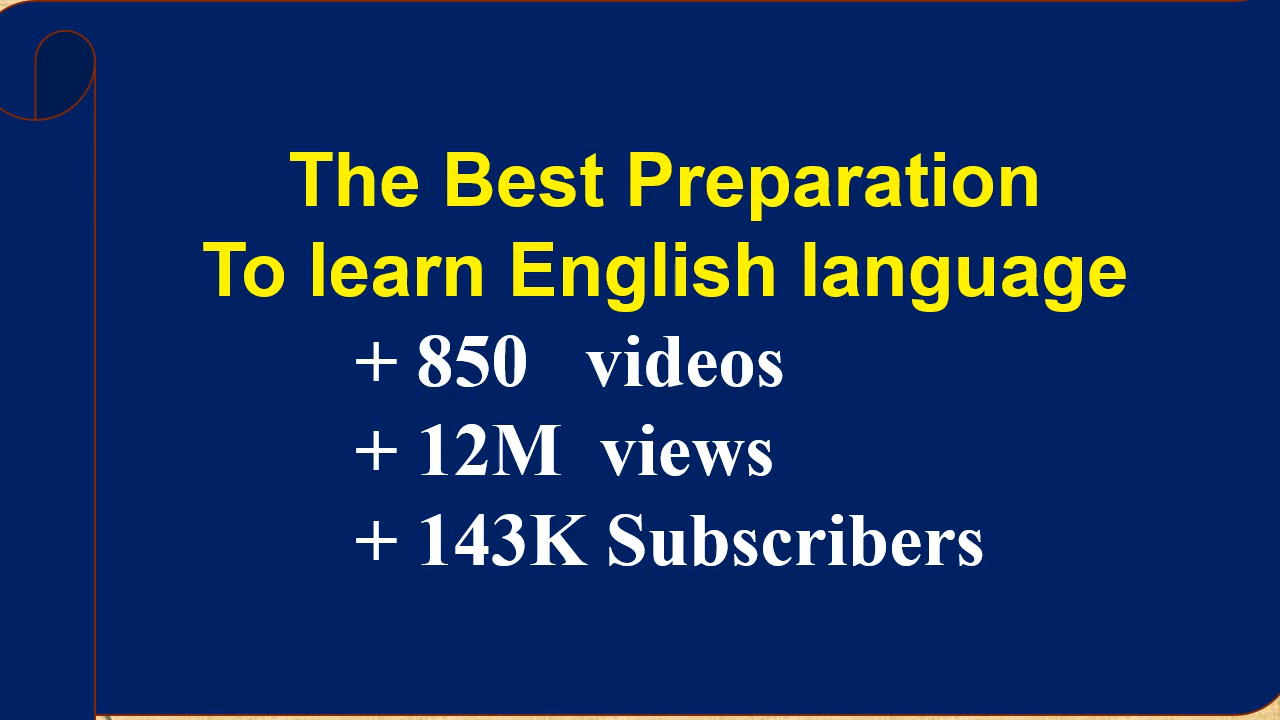 The Best Preparation
To learn English language
+ 850 videos
+ 12M views
+ 143K Subscribers